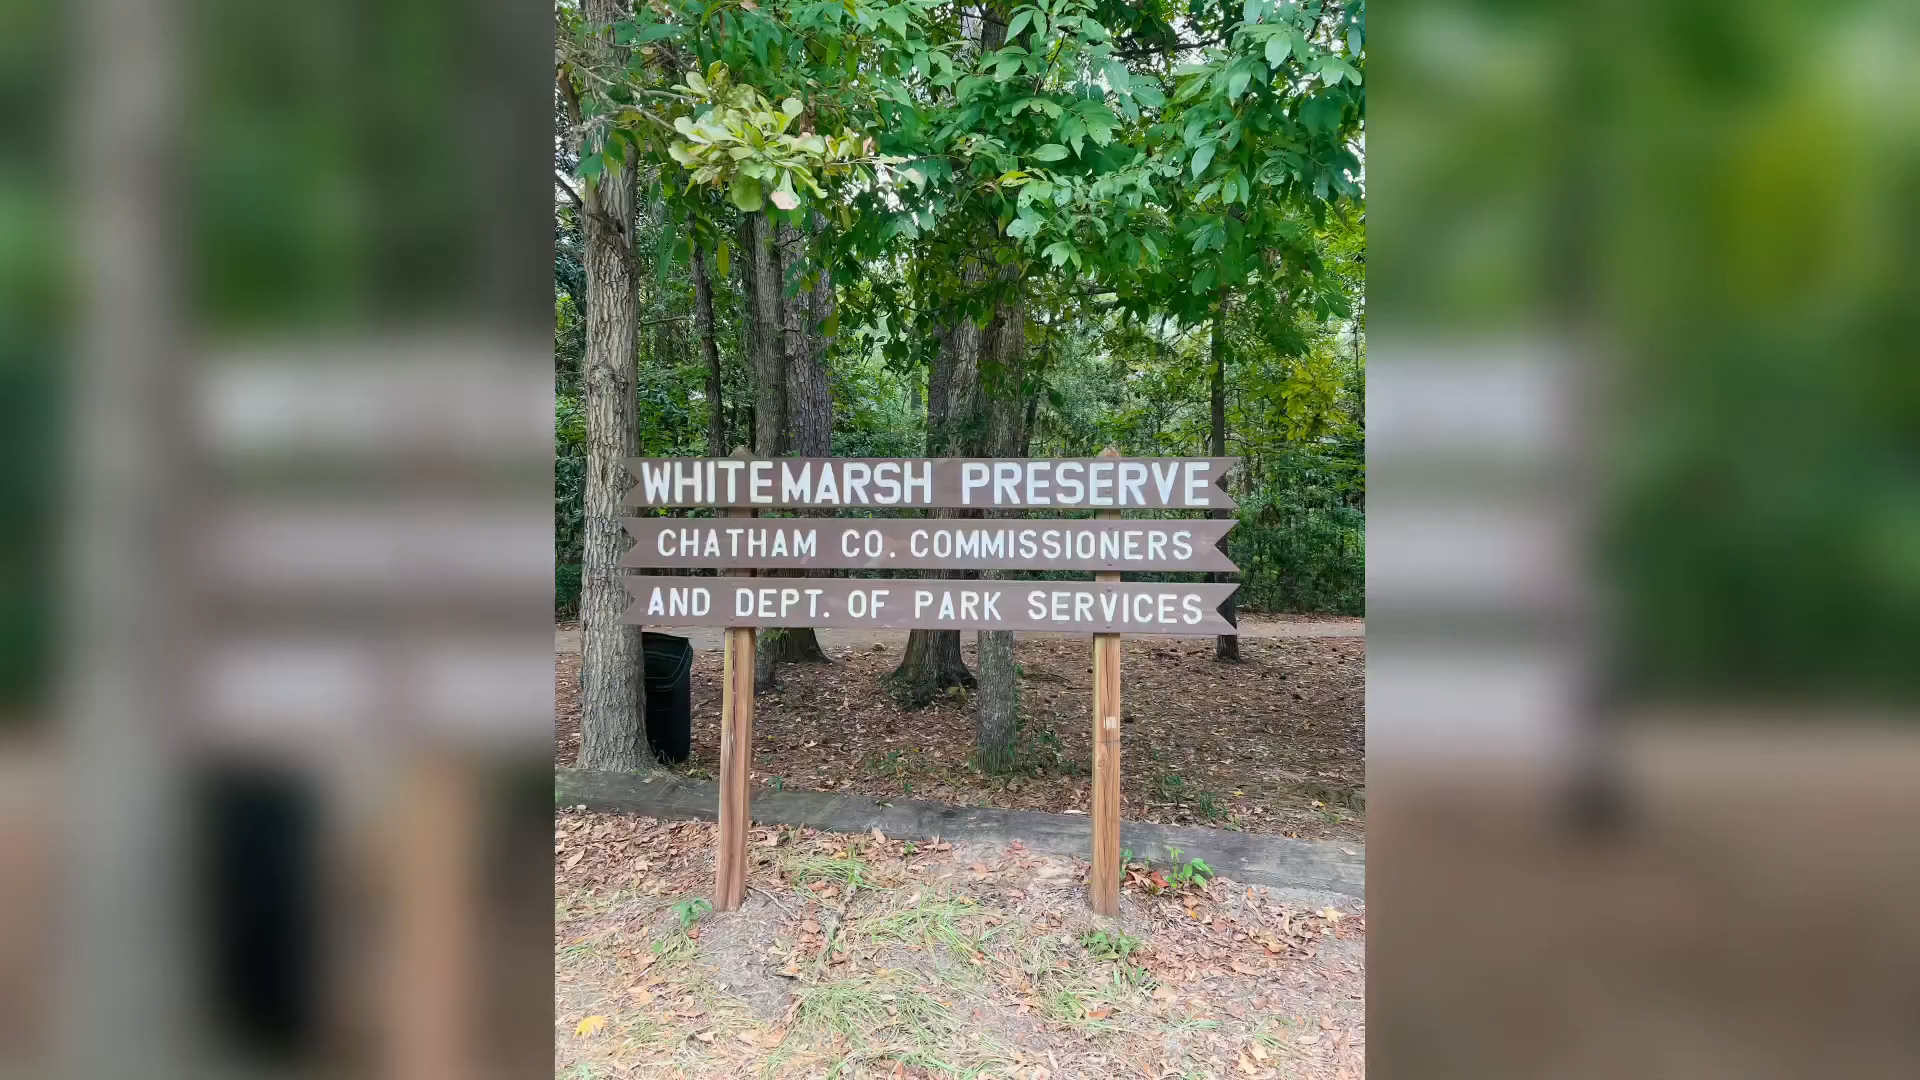 WHITEMARSH PRESERVE
CHATHAM CO. COMMISSIONERS
AND DEPT. OF PARK SERVICES